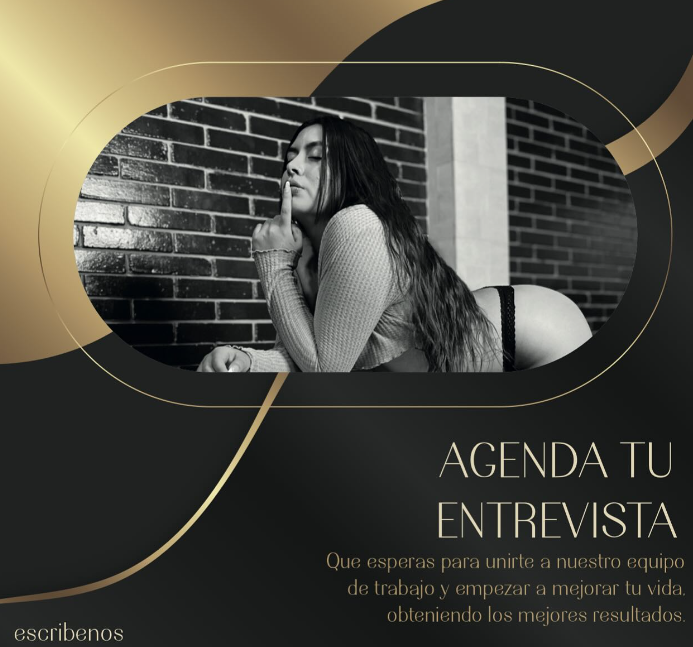 AGENDA TU
ENTREVISTA
Que esperas para unirte a nuestro equipo
de trabajo y empezar a mejorar tu vida,
obteniendo los mejores resultados.
escribenos